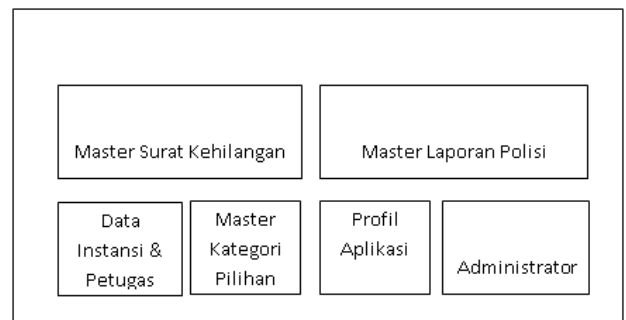 Master Surat Kehilangan
Master Laporan Polisi
Data
Instansi &
Petugas
Master
Kategori
Pilihan
Profil
Aplikasi
Administrator